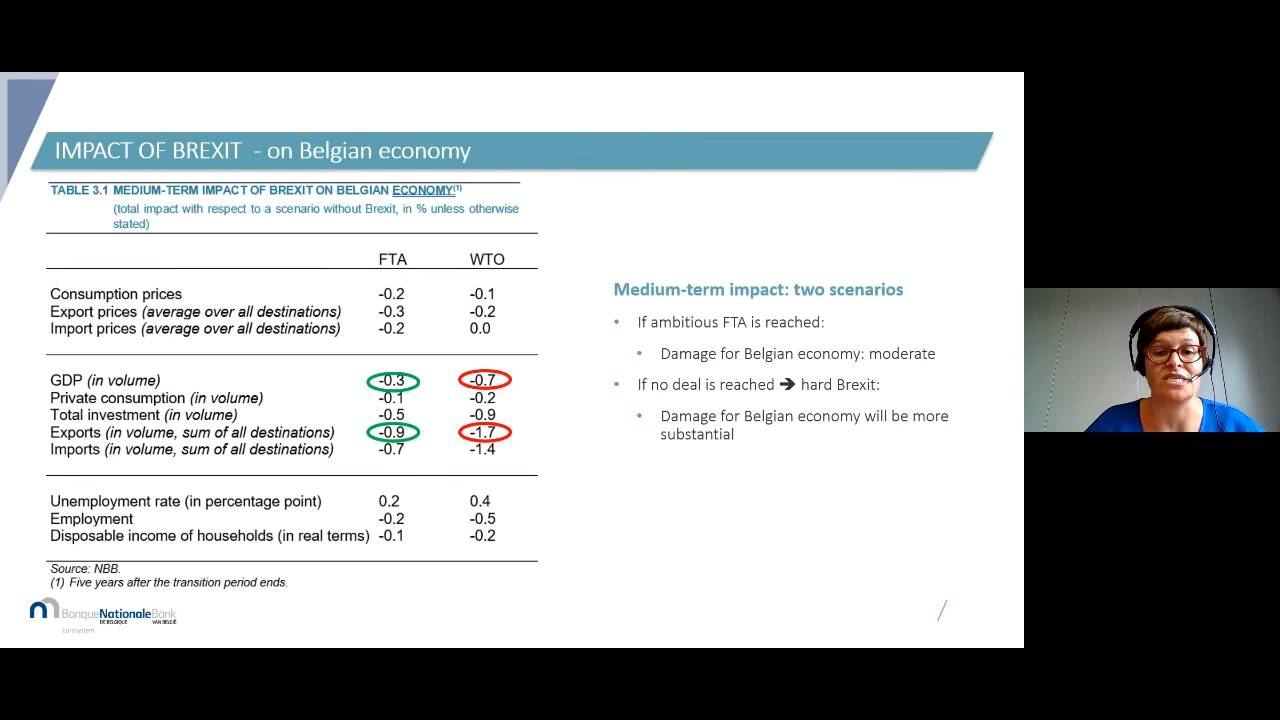 IMPACT OF BREXIT - on Belgian economy
TABLE 3.1 MEDIUM-TERM IMPACT OF BREXIT ON BELGIAN ECONOMY(1)
(total impact with respect to a scenario without Brexit, in % unless otherwise
stated)
FTA WTO
Consumption prices -0.2 -0.1
Export prices (average over all destinations) -0.3 -0.2
Import prices (average over all destinations) -0.2 0.0
GDP (in volume) -0.3 -0.7
Private consumption (in volume) -0.1 -0.2
Total investment (in volume) -0.5 -0.9
Exports (in volume, sum of all destinations) -0.9 -1.7
Imports (in volume, sum of all destinations) -0.7 -1.4
Unemployment rate (in percentage point) 0.2 0.4
Employment -0.2 -0.5
Disposable income of households (in real terms) -0.1 -0.2
Source: NBB.
(1) Five years after the transition period ends.
Medium-term impact: two scenarios
• If ambitious FTA is reached:
• Damage for Belgian economy: moderate
• If no deal is reached ➔ hard Brexit:
• Damage for Belgian economy will be more
substantial
BanqueNationaleBank
DE BELGIQUE VAN BELGIË
Eurosystem